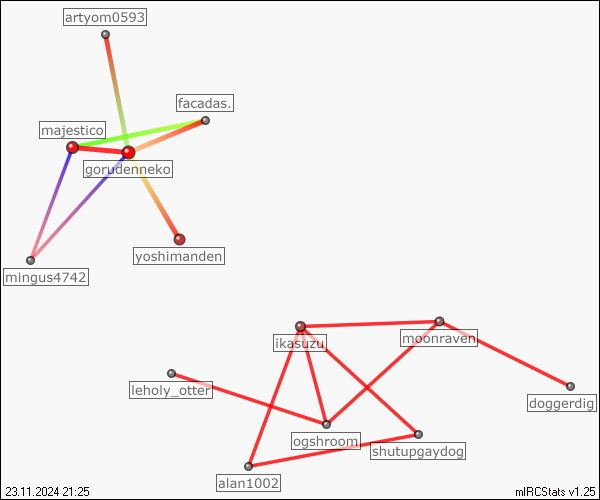 artyom0593
facadas.
majestico
gorudenneko
yoshimanden
mingus4742
ikasuzu
moonraven
leholy_otter
doggerdig
ogshroom
shutupgaydog
alan1002
23.11.2024 21:25
mIRCStats v1.25